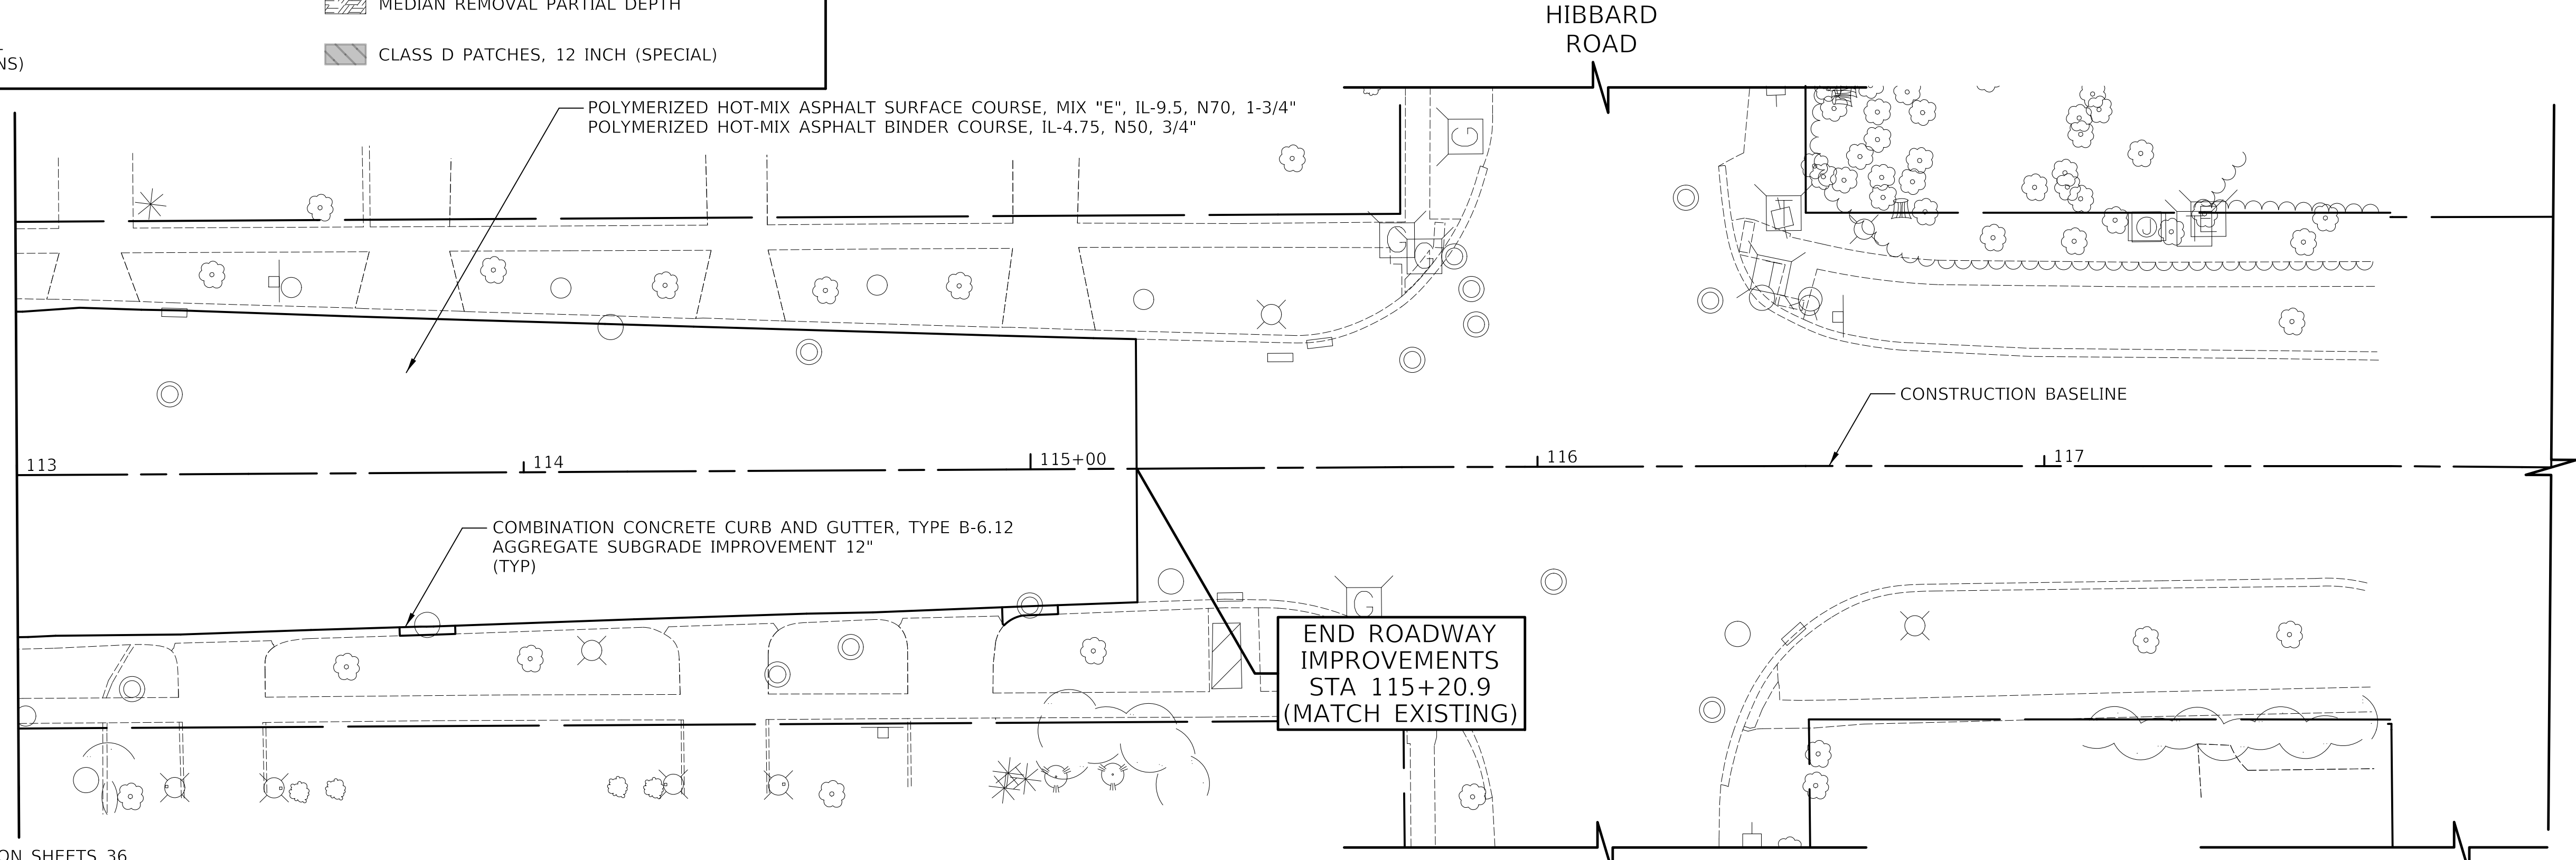 MEDIAN REMOVAL PARTIAL DEPTH
NS)
CLASS D PATCHES, 12 INCH (SPECIAL)
HIBBARD
ROAD
POLYMERIZED HOT-MIX ASPHALT SURFACE COURSE, MIX "E", IL-9.5, N70, 1-3/4"
POLYMERIZED HOT-MIX ASPHALT BINDER COURSE, IL-4.75, N50, 3/4"
G
G
G
J
CONSTRUCTION BASELINE
113
114
115+00
116
117
COMBINATION CONCRETE CURB AND GUTTER, TYPE B-6.12
AGGREGATE SUBGRADE IMPROVEMENT 12"
(TYP)
G
END ROADWAY
IMPROVEMENTS
STA 115+20.9
(MATCH EXISTING)
ON SHEETS 36